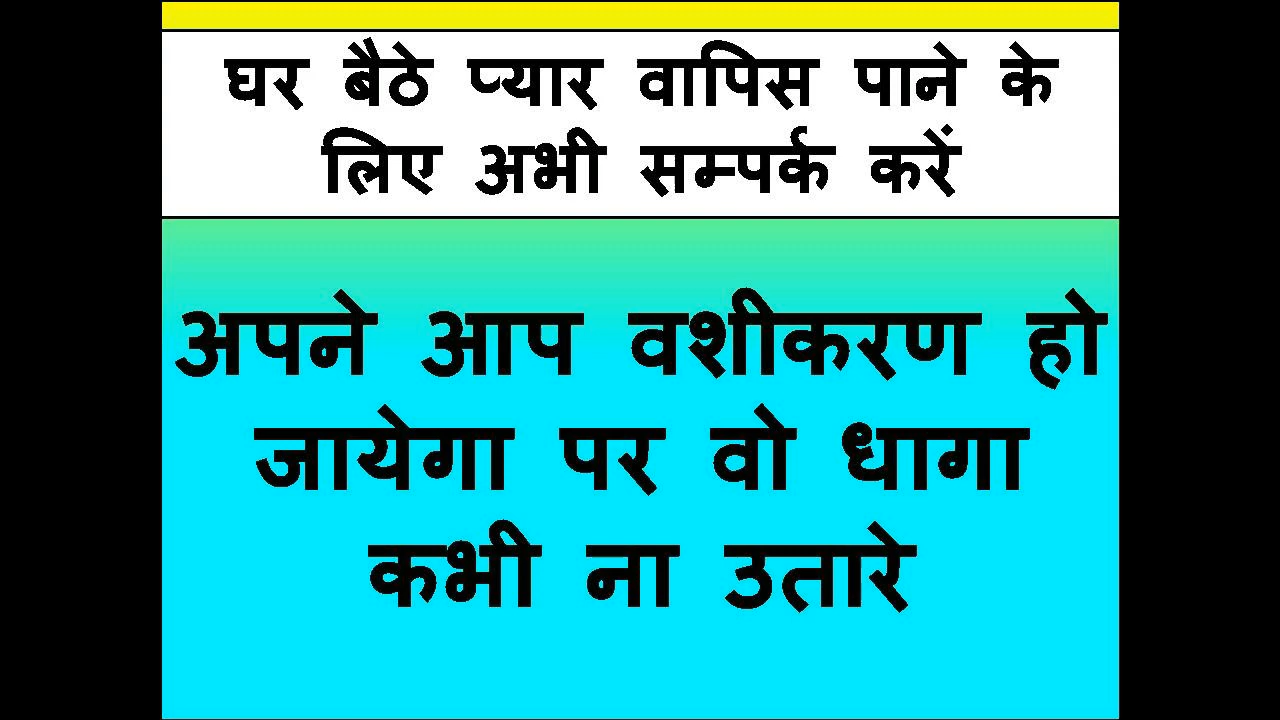 घर बैठे प्यार वापिस पाने के
लिए अभी सम्पर्क करें
अपने आप वशीकरण हो
जायेगा पर वो धागा
कभी ना उतारे